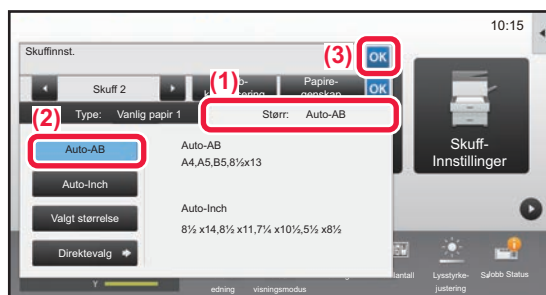 10:15
Skuffinnst.
(3)
OK
Skuff 2
(1)
Papire-
genskap
OK
(2)
Type: Vanlig papir 1
Størr: Auto-AB
Auto-AB
Auto-AB
A4,A5,B5,8½x13
Auto-Inch
Auto-Inch
8½ x14,8½ x11,7¼ x10½,5½ x8½
Valgt størrelse
Direktevalg
Skuff-
Innstillinger
Y
edning
visningsmodus
Lysstyrke-
justering
Jobb Status